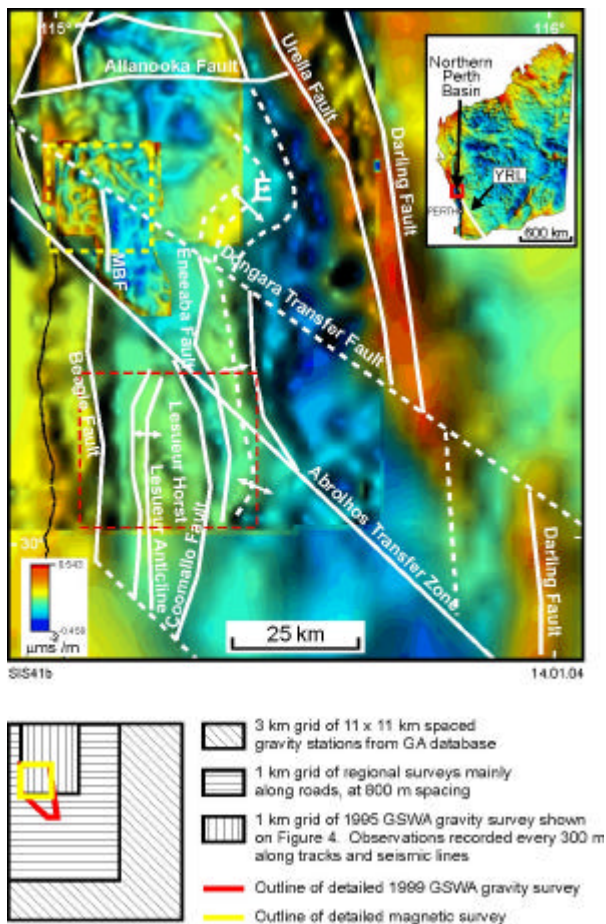 115°
116°
Allanooka Fault
Urella Fault
Darling Fault
Northern
Perth
Basin
YRL
PERTH
600 km
MBF
Eneeaba Fault
Dongara Transfer Fault
Beagle Fault
Lesueur Horst
Lesueur Anticline
Coomallo Fault
Abrolhos Transfer Zone
Darling Fault
30°
0.543
-0.459
25 km
SIS41b
14.01.04
3 km grid of 11 x 11 km spaced
gravity stations from GA database
1 km grid of regional surveys mainly
along roads, at 800 m spacing
1 km grid of 1995 GSWA gravity survey shown
on Figure 4. Observations recorded every 300 m
along tracks and seismic lines
Outline of detailed 1999 GSWA gravity survey
Outline of detailed magnetic survey